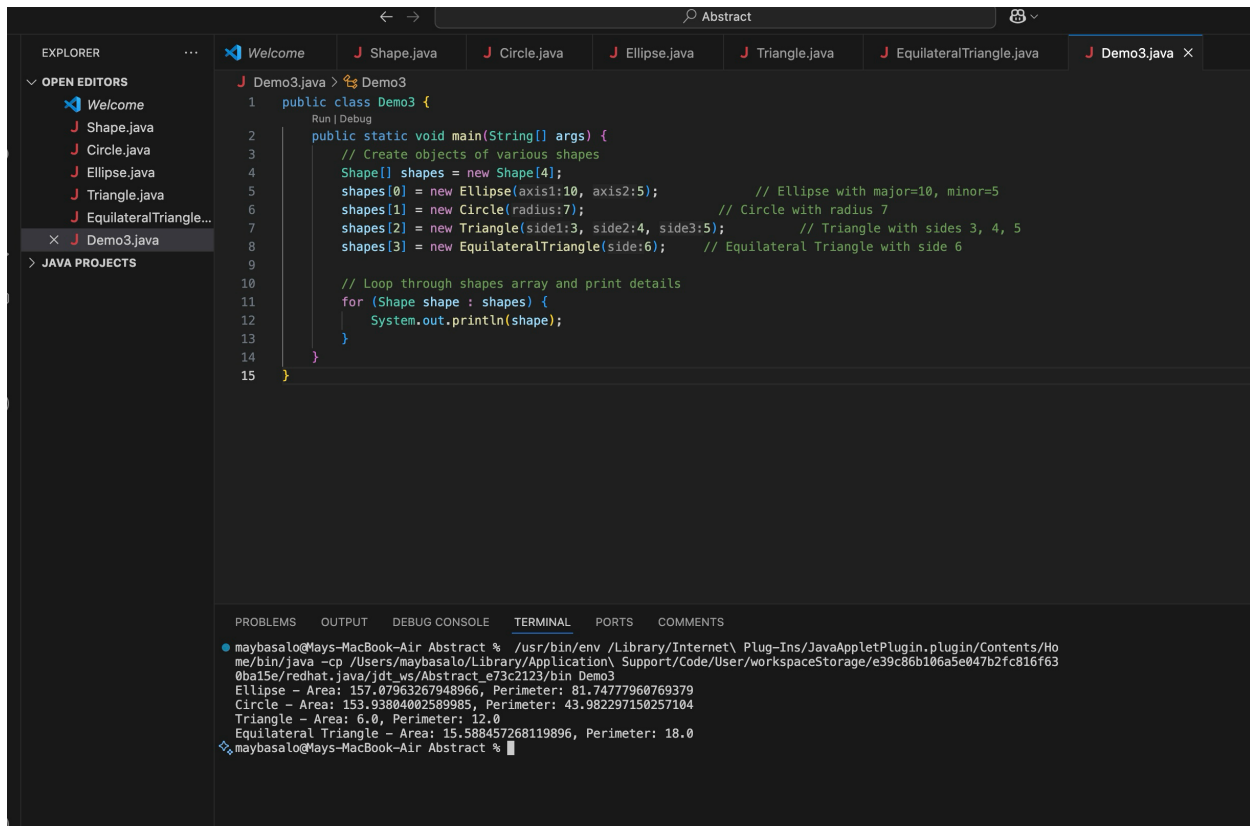 ← → Abstract
EXPLORER ...
OPEN EDITORS
Welcome
J Shape.java
J Circle.java
J Ellipse.java
J Triangle.java
J EquilateralTriangle...
× J Demo3.java
JAVA PROJECTS
Welcome J Shape.java J Circle.java J Ellipse.java J Triangle.java J EquilateralTriangle.java J Demo3.java ×
J Demo3.java > Demo3
1 public class Demo3 {
Run | Debug
2 public static void main(String[] args) {
3 // Create objects of various shapes
4 Shape[] shapes = new Shape[4];
5 shapes[0] = new Ellipse(axis1:10, axis2:5); // Ellipse with major=10, minor=5
6 shapes[1] = new Circle(radius:7); // Circle with radius 7
7 shapes[2] = new Triangle(side1:3, side2:4, side3:5); // Triangle with sides 3, 4, 5
8 shapes[3] = new EquilateralTriangle(side:6); // Equilateral Triangle with side 6
9
10 // Loop through shapes array and print details
11 for (Shape shape : shapes) {
12 System.out.println(shape);
13 }
14 }
15 }
PROBLEMS OUTPUT DEBUG CONSOLE TERMINAL PORTS COMMENTS
maybasalo@Mays-MacBook-Air Abstract % /usr/bin/env /Library/Internet\ Plug-Ins/JavaAppletPlugin.plugin/Contents/Ho
me/bin/java -cp /Users/maybasalo/Library/Application\ Support/Code/User/workspaceStorage/e39c86b106a5e047b2fc816f63
0ba15e/redhat.java/jdt_ws/Abstract_e73c2123/bin Demo3
Ellipse - Area: 157.07963267948966, Perimeter: 81.74777960769379
Circle - Area: 153.93804002589985, Perimeter: 43.982297150257104
Triangle - Area: 6.0, Perimeter: 12.0
Equilateral Triangle - Area: 15.588457268119896, Perimeter: 18.0
maybasalo@Mays-MacBook-Air Abstract %